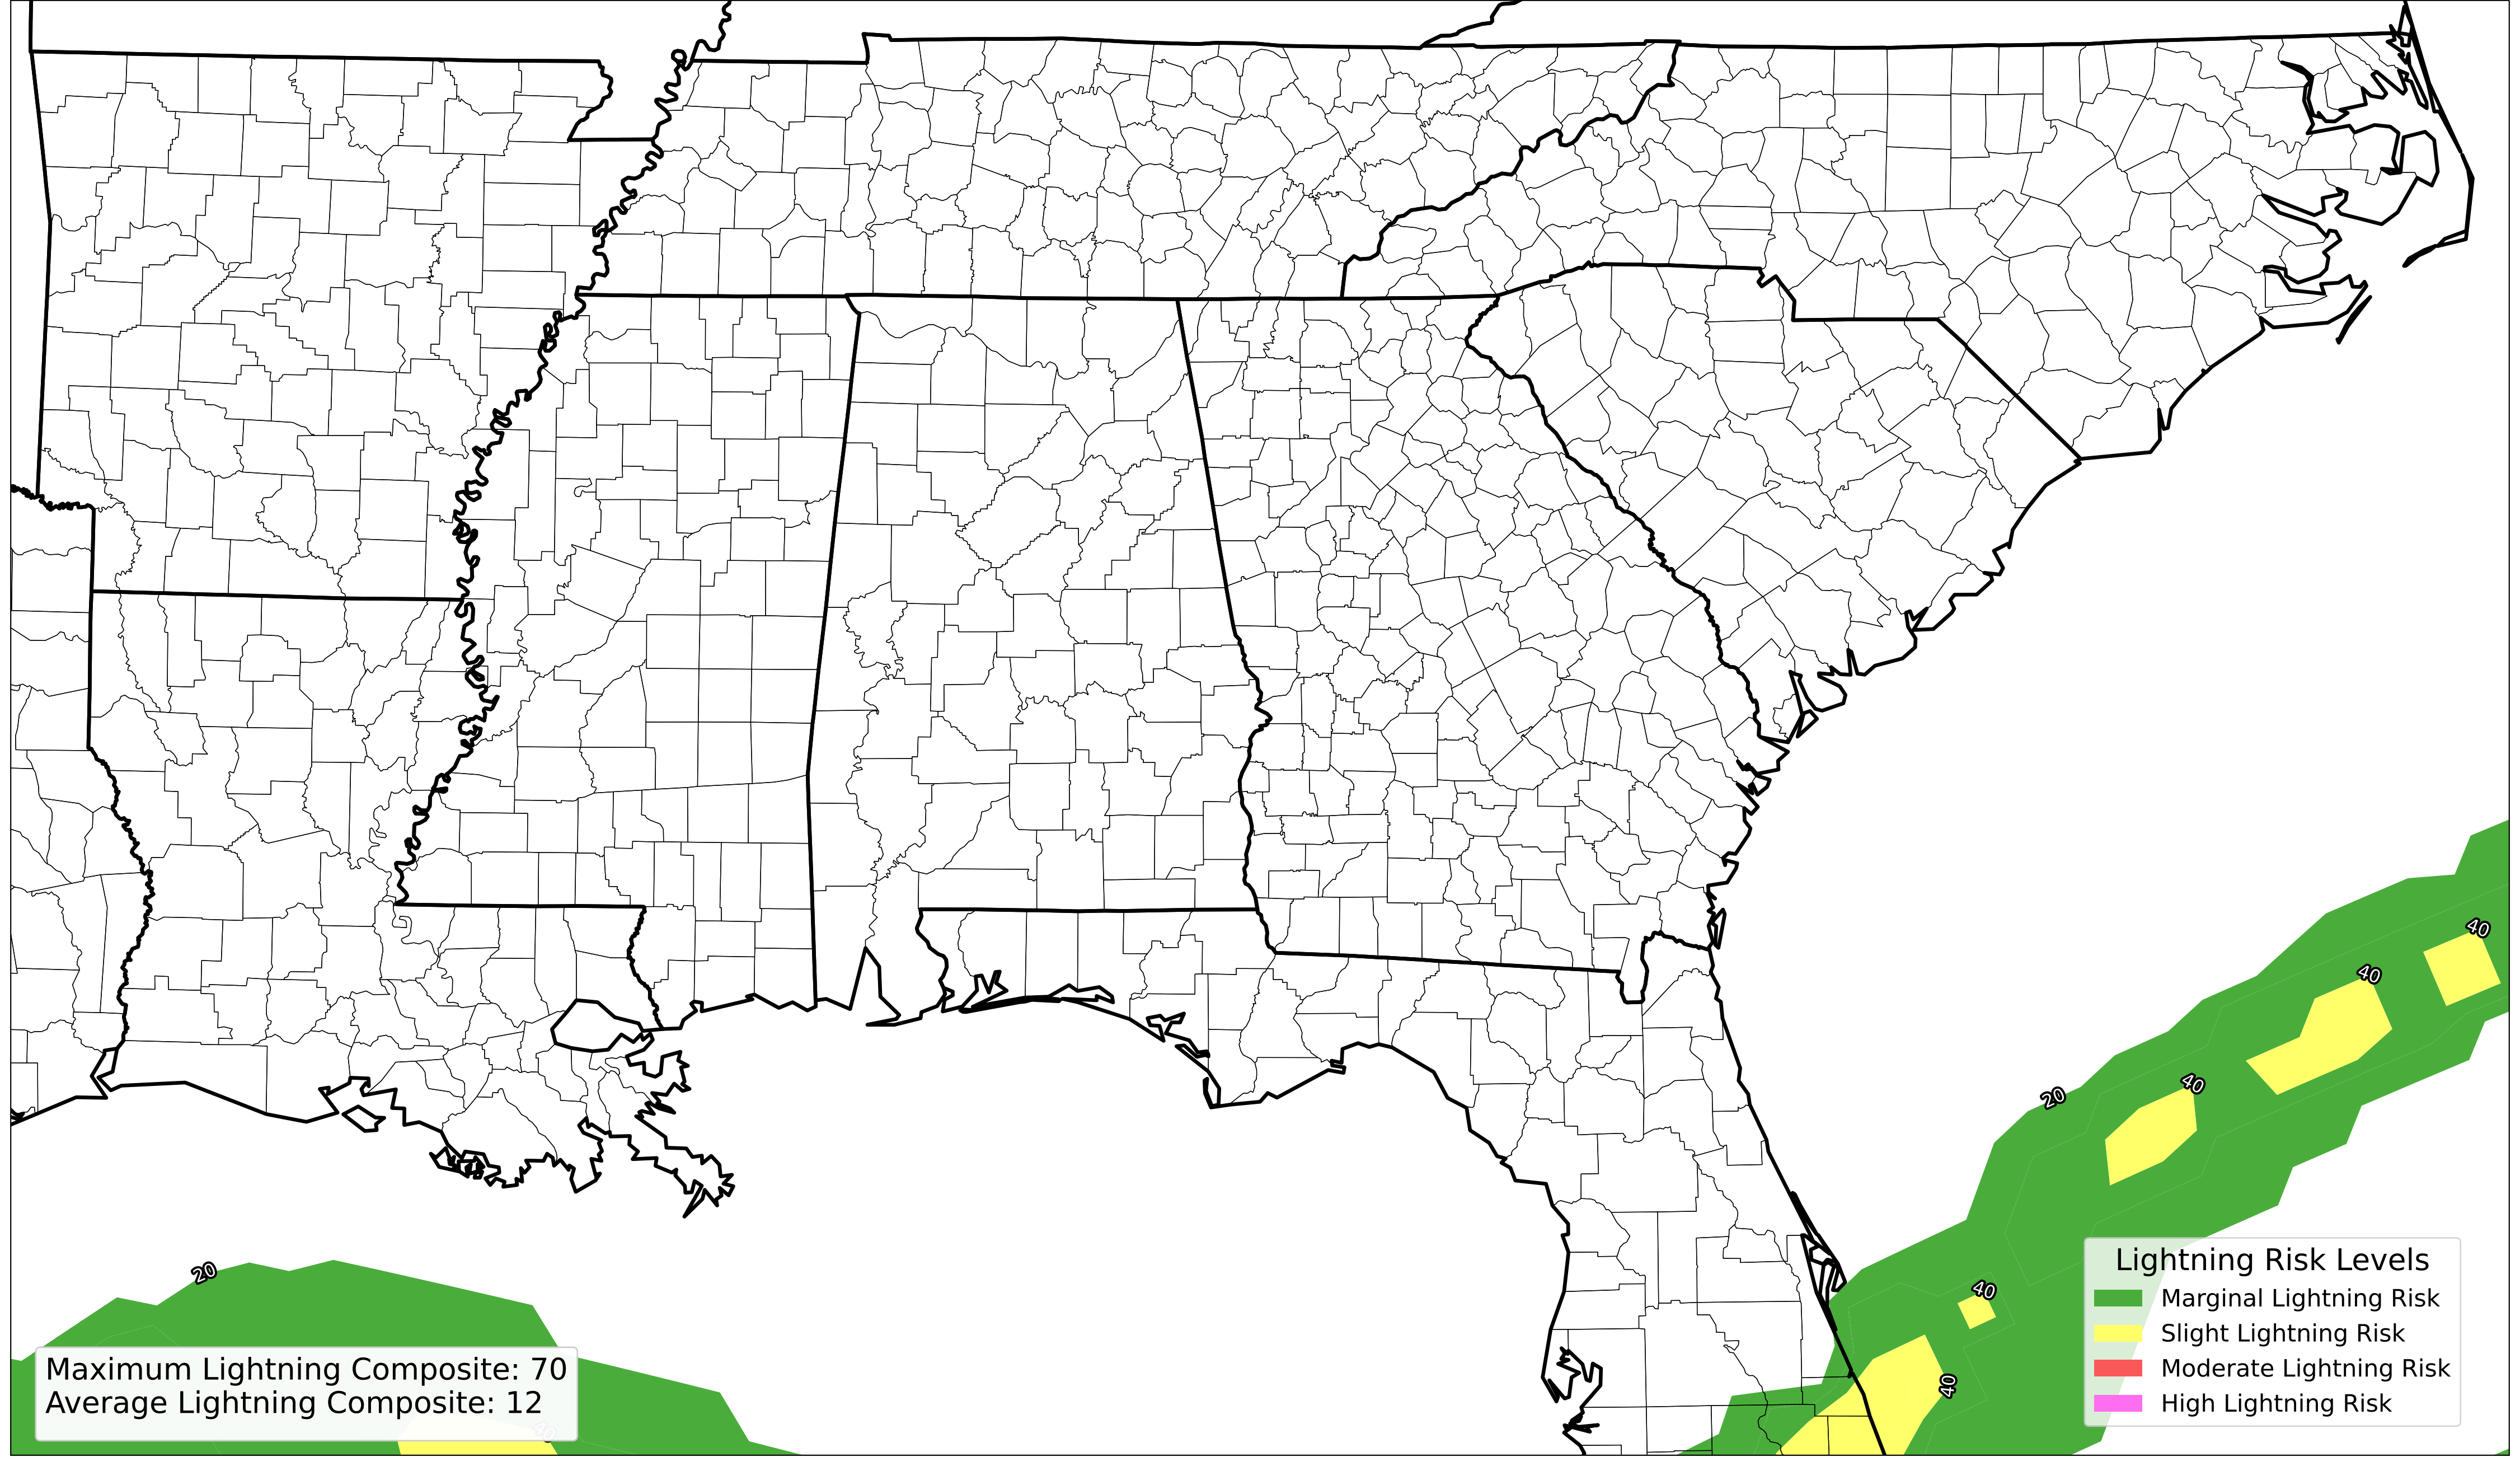 40
40
40
20
20
40
40
40
Lightning Risk Levels
Marginal Lightning Risk
Slight Lightning Risk
Moderate Lightning Risk
High Lightning Risk
Maximum Lightning Composite: 70
Average Lightning Composite: 12